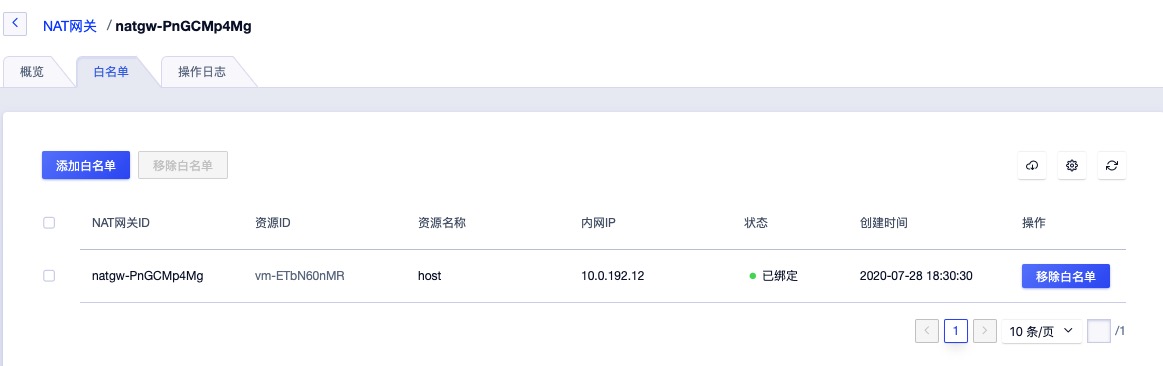 NAT网关 / natgw-PnGCMp4Mg
概览 白名单 操作日志
添加白名单 移除白名单
NAT网关ID 资源ID 资源名称 内网IP 状态 创建时间 操作
natgw-PnGCMp4Mg vm-ETbN60nMR host 10.0.192.12 已绑定 2020-07-28 18:30:30 移除白名单
1 10 条/页 /1